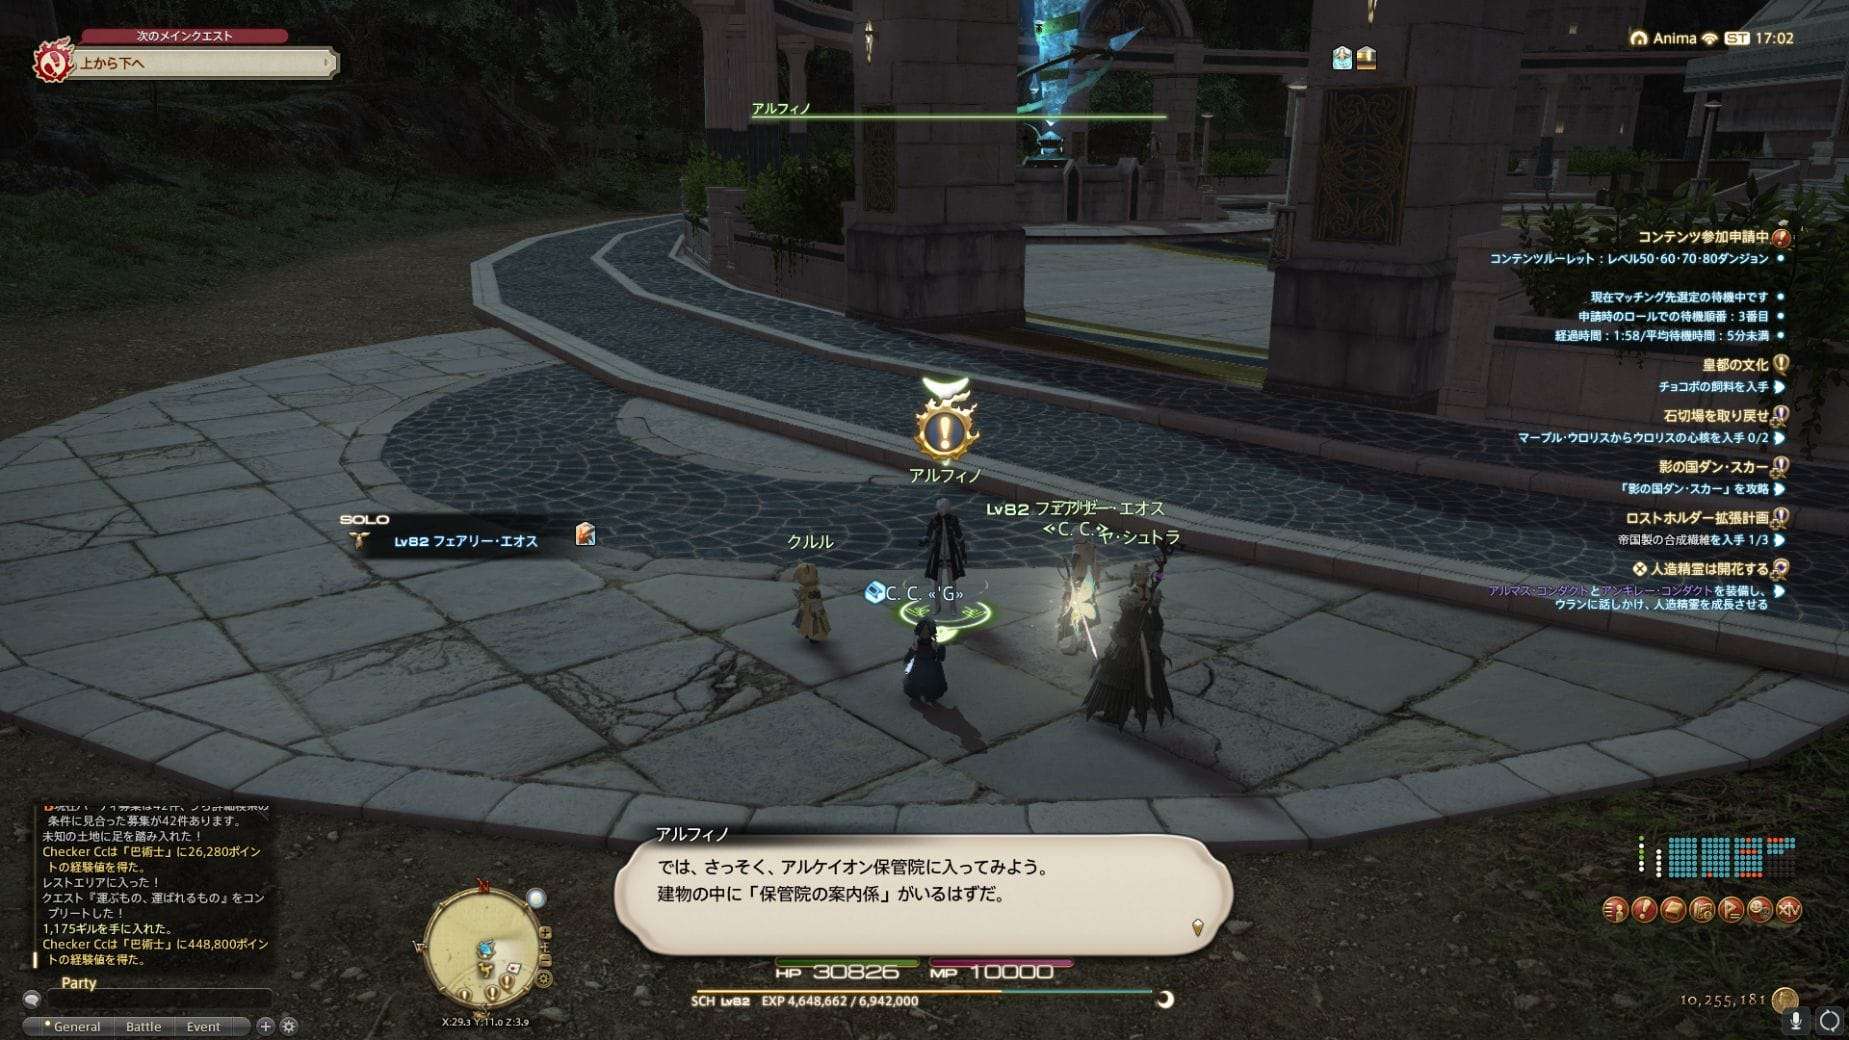 次のメインクエスト
上から下へ
Anima ST 17:02
アルフィノ
コンテンツ参加申請中
コンテンツルーレット：レベル50・60・70・80ダンジョン
現在マッチング先選定の待機中です
申請時のロールでの待機順番：3番目
経過時間：1:58/平均待機時間：5分未満
皇都の文化
チョコボの飼料を入手
石切場を取り戻せ
マーブル・ウロリスからウロリスの心核を入手 0/2
影の国ダン・スカー
「影の国ダン・スカー」を攻略
ロストホルダー拡張計画
帝国製の合成繊維を入手 1/3
人造精霊は開花する
アルマス・コンダクトとアンギレー・コンダクトを装備し、
ウランに話しかけ、人造精霊を成長させる
アルフィノ
Lv82 フェアリー・エオス
«C. C.»
ヤ・シュトラ
クルル
SOLO
Lv82 フェアリー・エオス
C. C. «'G»
条件に見合った募集が42件あります。
未知の土地に足を踏み入れた！
Checker Ccは「巴術士」に26,280ポイン
トの経験値を得た。
レストエリアに入った！
クエスト『運ぶもの、運ばれるもの』をコン
プリートした！
1,175ギルを手に入れた。
Checker Ccは「巴術士」に448,800ポイン
トの経験値を得た。
Party
General Battle Event
N
W
X:29.3 Y:11.0 Z:3.9
アルフィノ
では、さっそく、アルケイオン保管院に入ってみよう。
建物の中に「保管院の案内係」がいるはずだ。
HP 30826 MP 10000
SCH Lv82 EXP 4,648,662 / 6,942,000
XIV
10,255,181